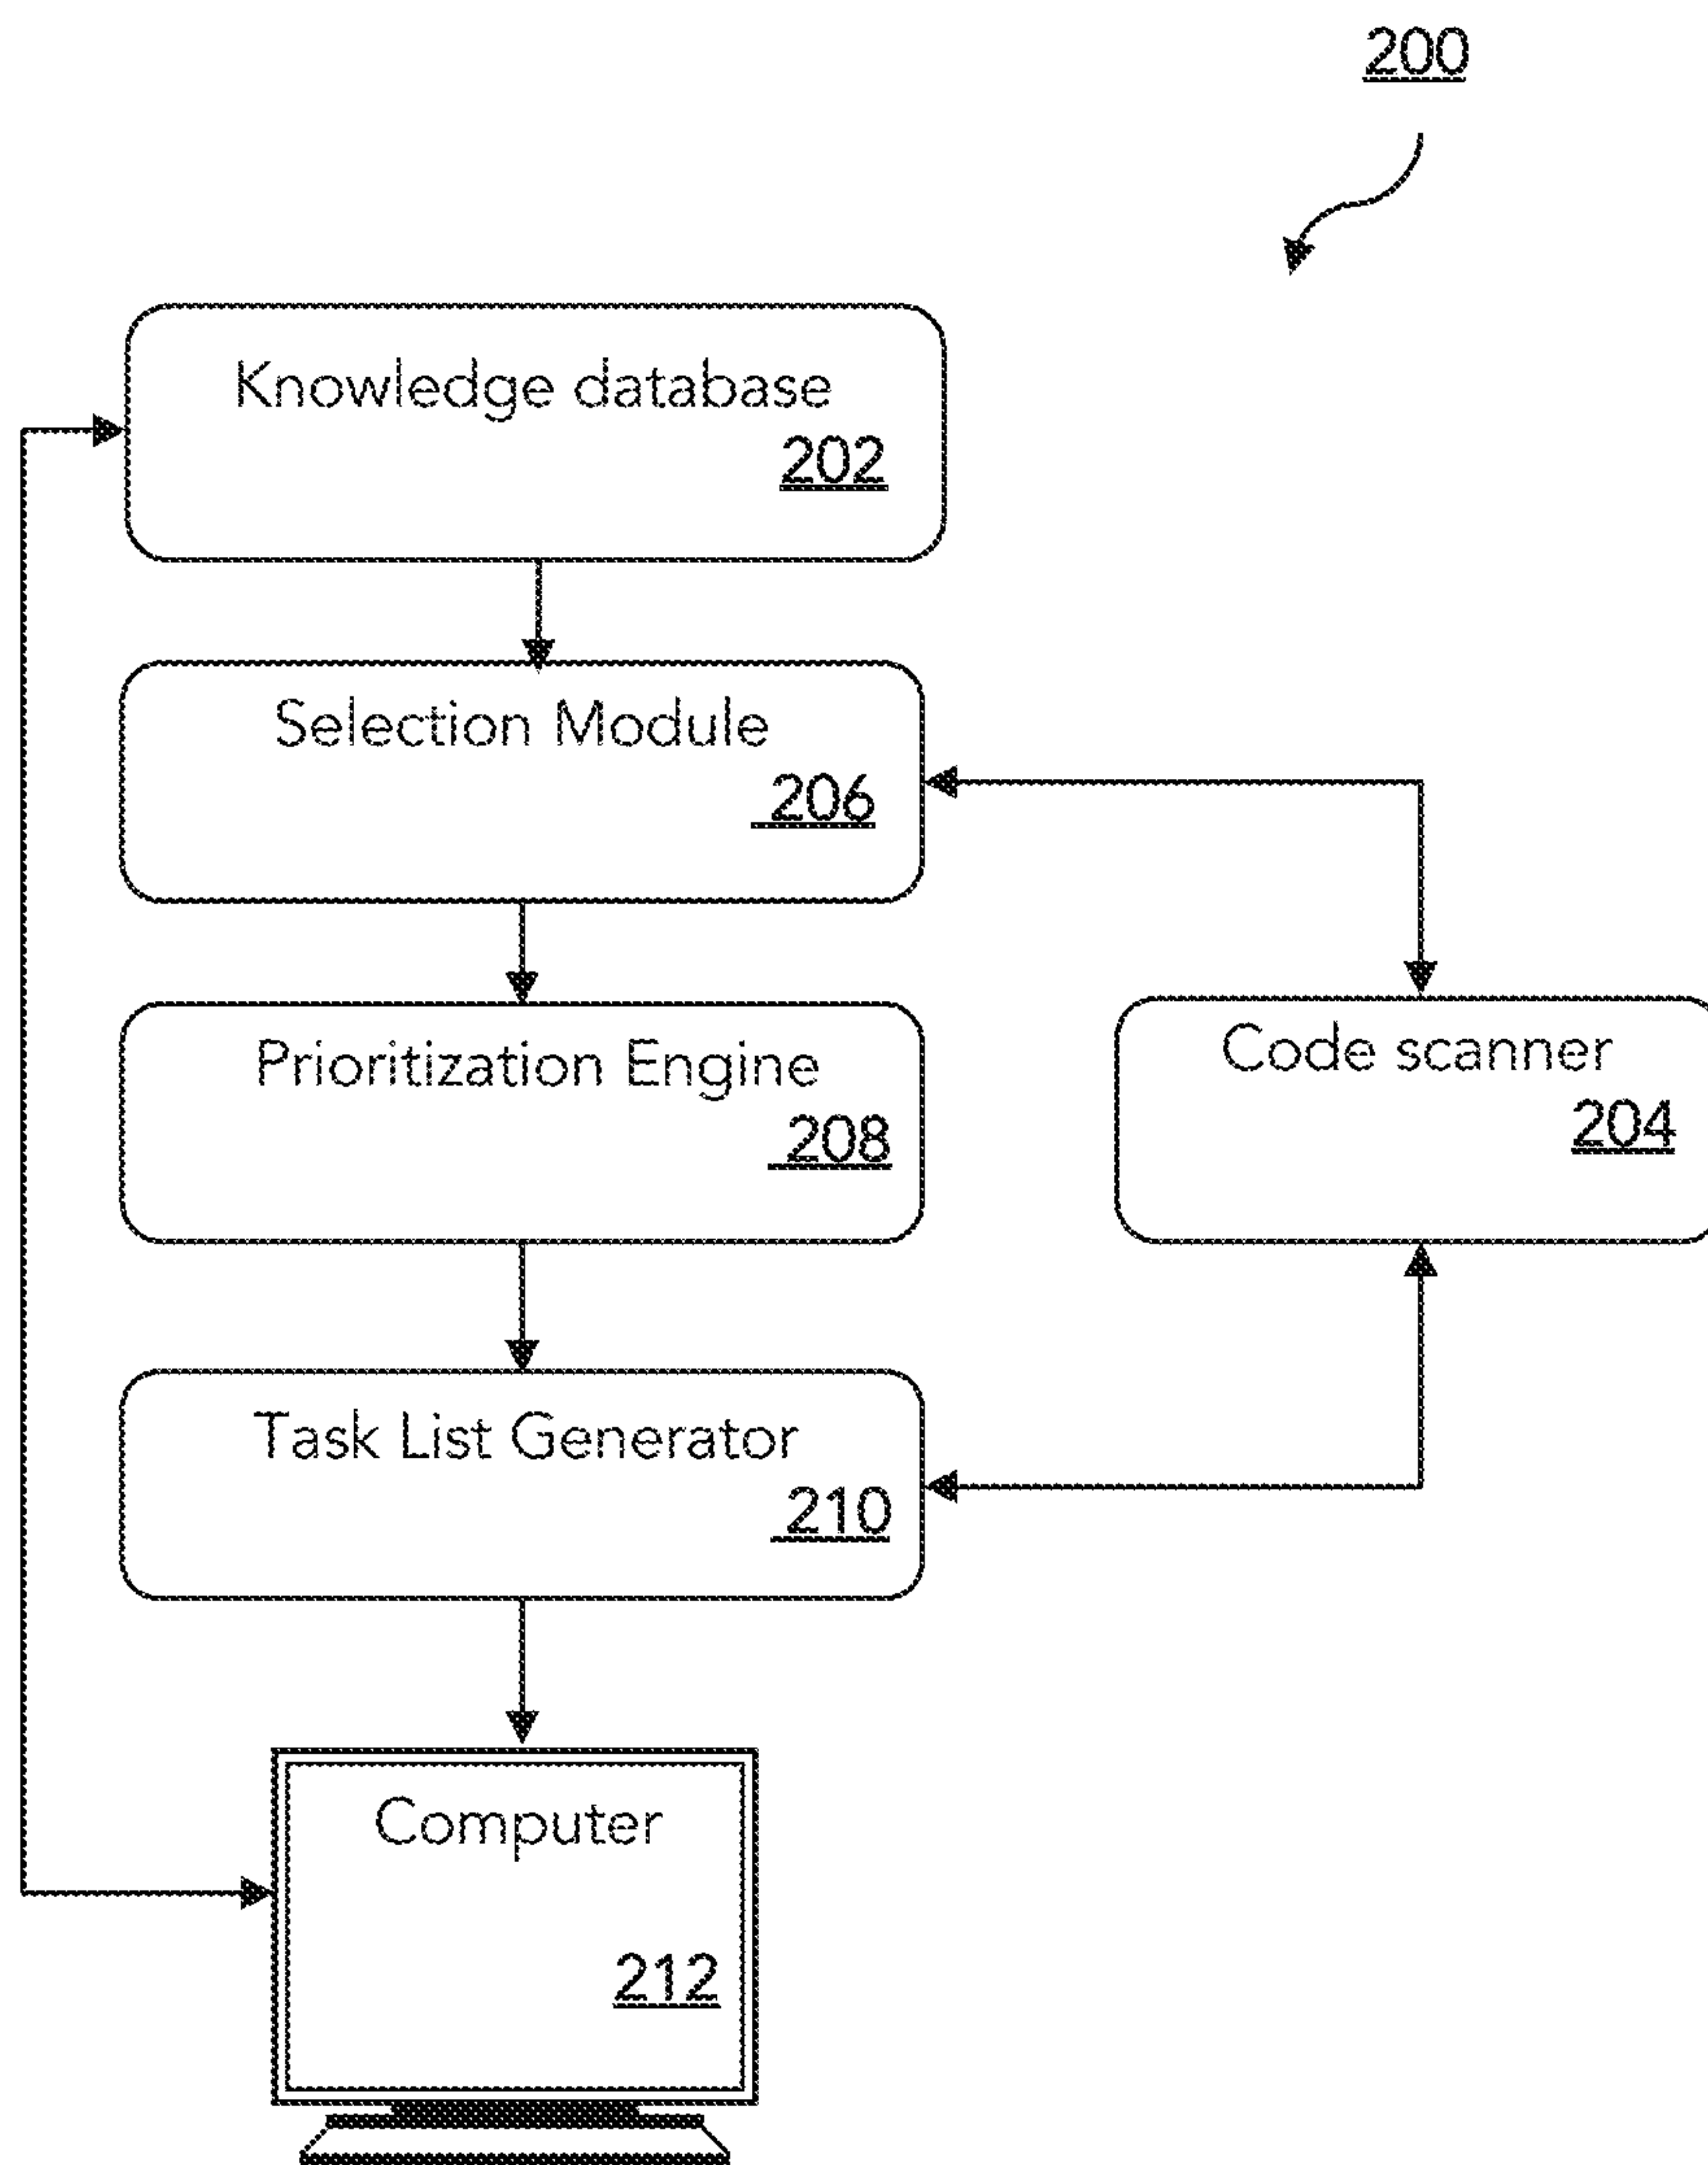 200
Knowledge database
202
Selection Module
206
Prioritization Engine
208
Code scanner
204
Task List Generator
210
Computer
212